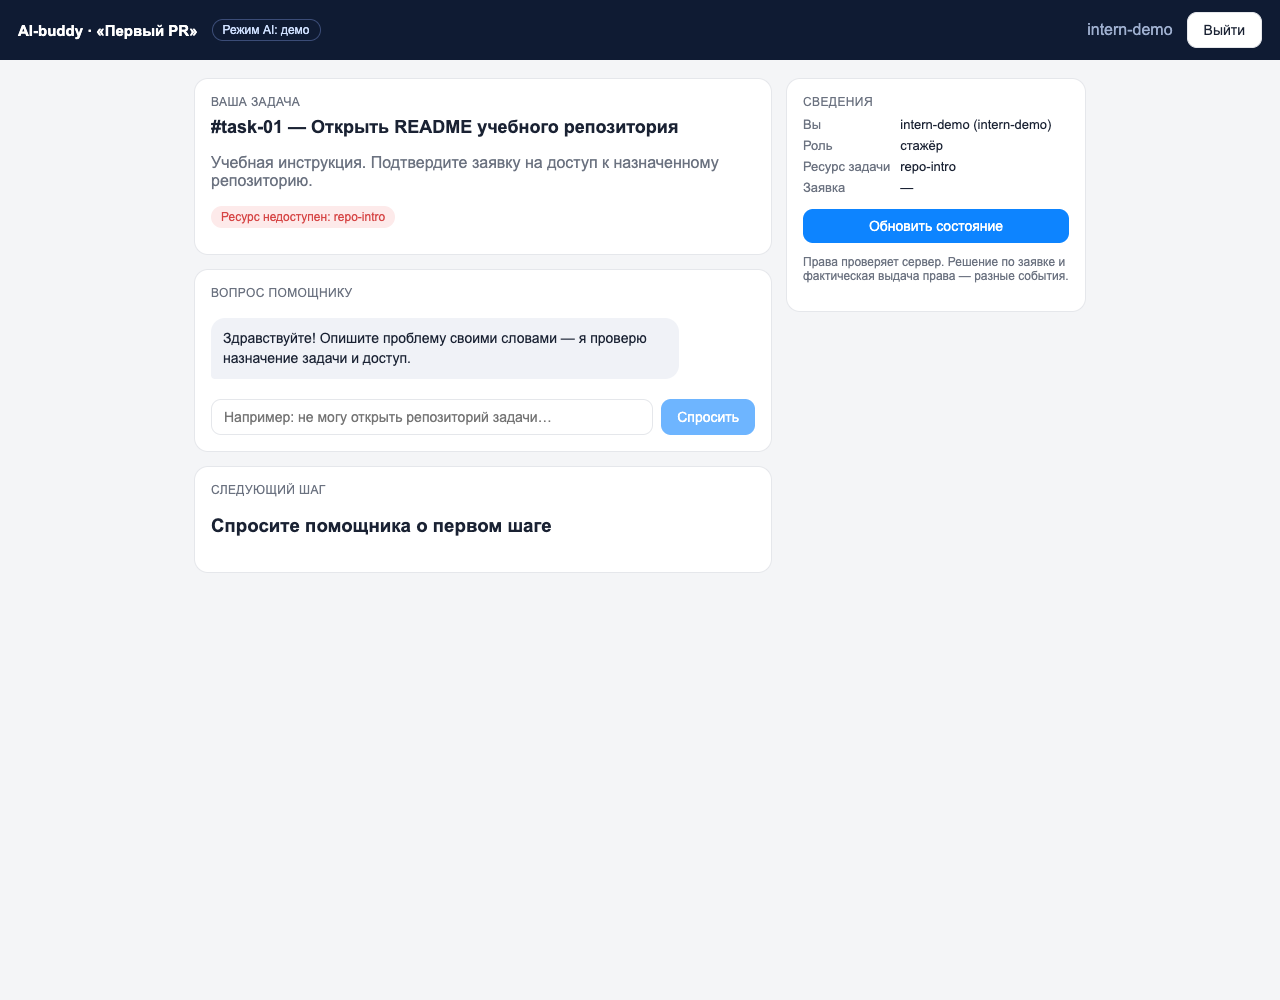 AI-buddy · «Первый PR»
Режим AI: демо
intern-demo
Выйти
ВАША ЗАДАЧА
#task-01 — Открыть README учебного репозитория
Учебная инструкция. Подтвердите заявку на доступ к назначенному
репозиторию.
Ресурс недоступен: repo-intro
ВОПРОС ПОМОЩНИКУ
Здравствуйте! Опишите проблему своими словами — я проверю
назначение задачи и доступ.
Например: не могу открыть репозиторий задачи…
Спросить
СЛЕДУЮЩИЙ ШАГ
Спросите помощника о первом шаге
СВЕДЕНИЯ
Вы intern-demo (intern-demo)
Роль стажёр
Ресурс задачи repo-intro
Заявка —
Обновить состояние
Права проверяет сервер. Решение по заявке и
фактическая выдача права — разные события.